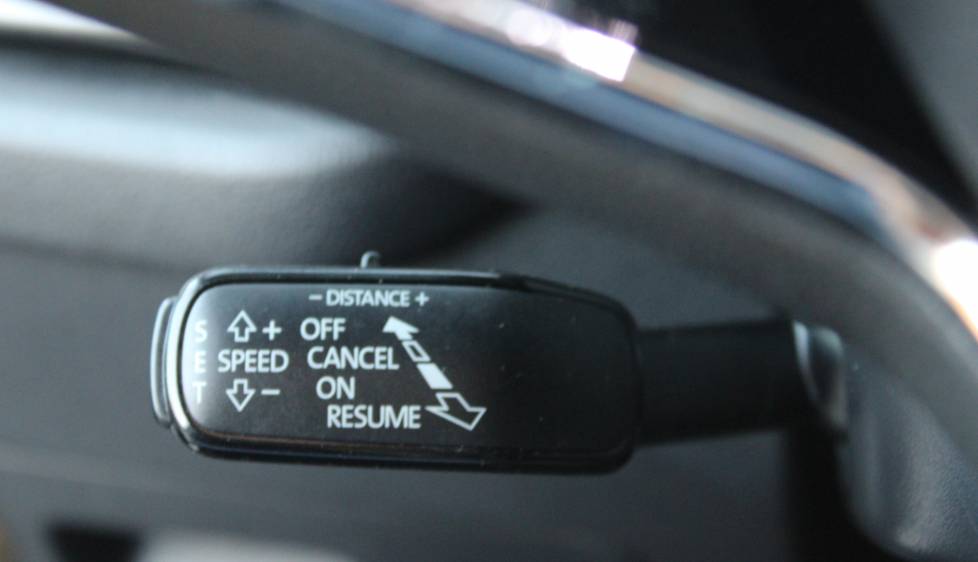 - DISTANCE +
S + OFF
E SPEED CANCEL
T - ON
RESUME